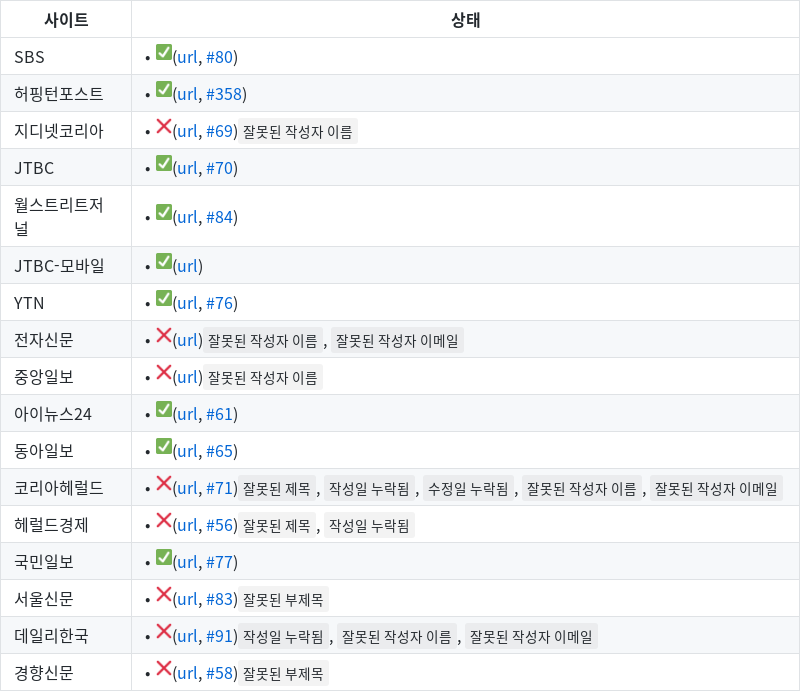 사이트 상태
SBS • ✅(url, #80)
허핑턴포스트 • ✅(url, #358)
지디넷코리아 • ❌(url, #69) 잘못된 작성자 이름
JTBC • ✅(url, #70)
월스트리트저
널 • ✅(url, #84)
JTBC-모바일 • ✅(url)
YTN • ✅(url, #76)
전자신문 • ❌(url) 잘못된 작성자 이름 , 잘못된 작성자 이메일
중앙일보 • ❌(url) 잘못된 작성자 이름
아이뉴스24 • ✅(url, #61)
동아일보 • ✅(url, #65)
코리아헤럴드 • ❌(url, #71) 잘못된 제목 , 작성일 누락됨 , 수정일 누락됨 , 잘못된 작성자 이름 , 잘못된 작성자 이메일
헤럴드경제 • ❌(url, #56) 잘못된 제목 , 작성일 누락됨
국민일보 • ✅(url, #77)
서울신문 • ❌(url, #83) 잘못된 부제목
데일리한국 • ❌(url, #91) 작성일 누락됨 , 잘못된 작성자 이름 , 잘못된 작성자 이메일
경향신문 • ❌(url, #58) 잘못된 부제목